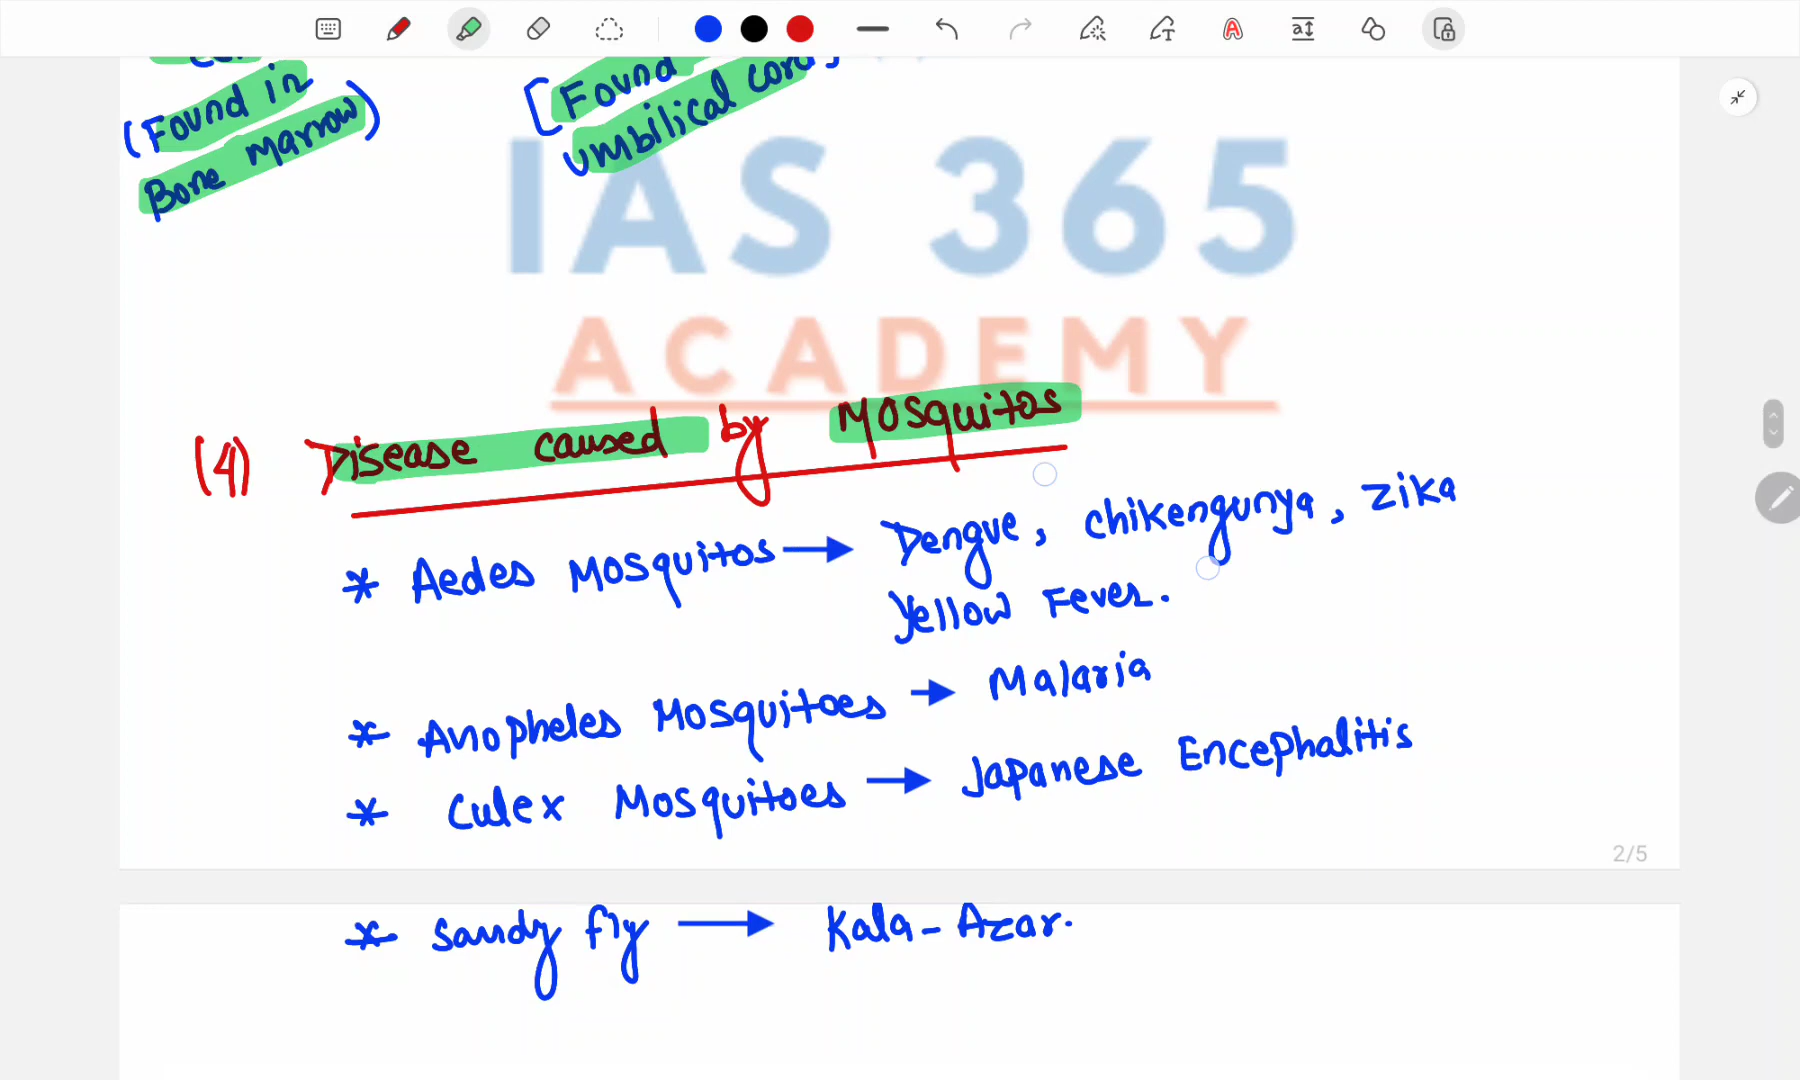 (Found in
Bone Marrow)
[Found
Umbilical cord,
IAS 365
ACADEMY
(4) Disease caused by Mosquitos
* Aedes Mosquitos → Dengue, chikengunya, zika
Yellow Fever.
* Anopheles Mosquitoes → Malaria
* Culex Mosquitoes → Japanese Encephalitis
2/5
* Sandy fly → Kala-Azar.